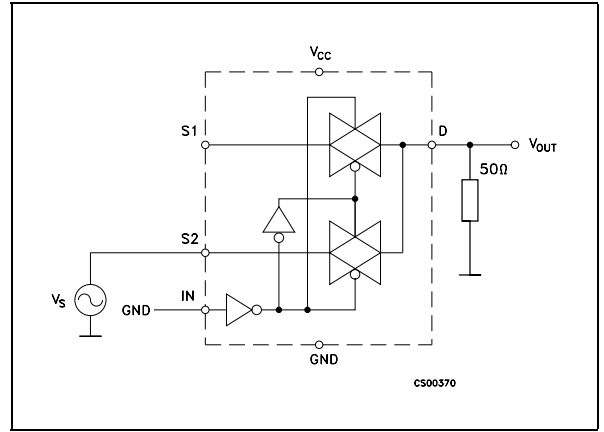 VCC
S1
D
VOUT
50Ω
S2
VS
IN
GND
GND
CS00370